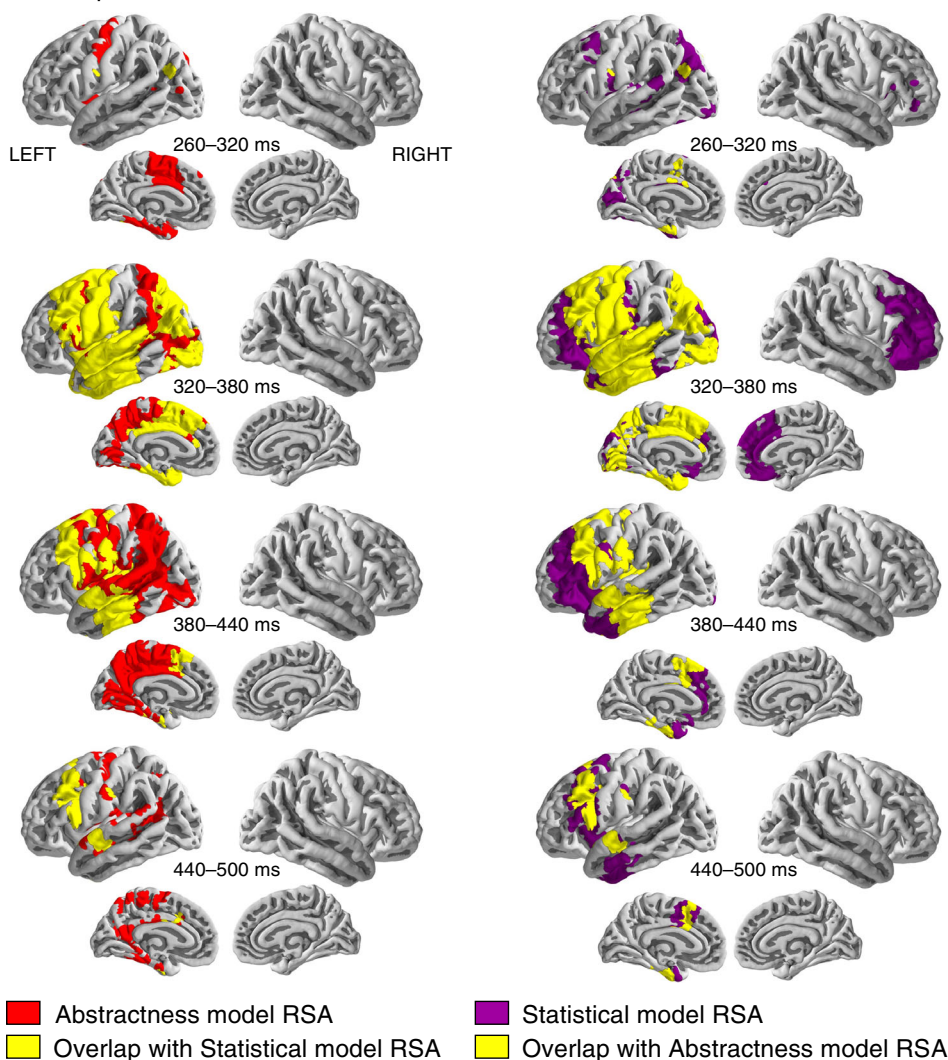 LEFT
260–320 ms
RIGHT
260–320 ms
320–380 ms
320–380 ms
380–440 ms
380–440 ms
440–500 ms
440–500 ms
Abstractness model RSA
Statistical model RSA
Overlap with Statistical model RSA
Overlap with Abstractness model RSA